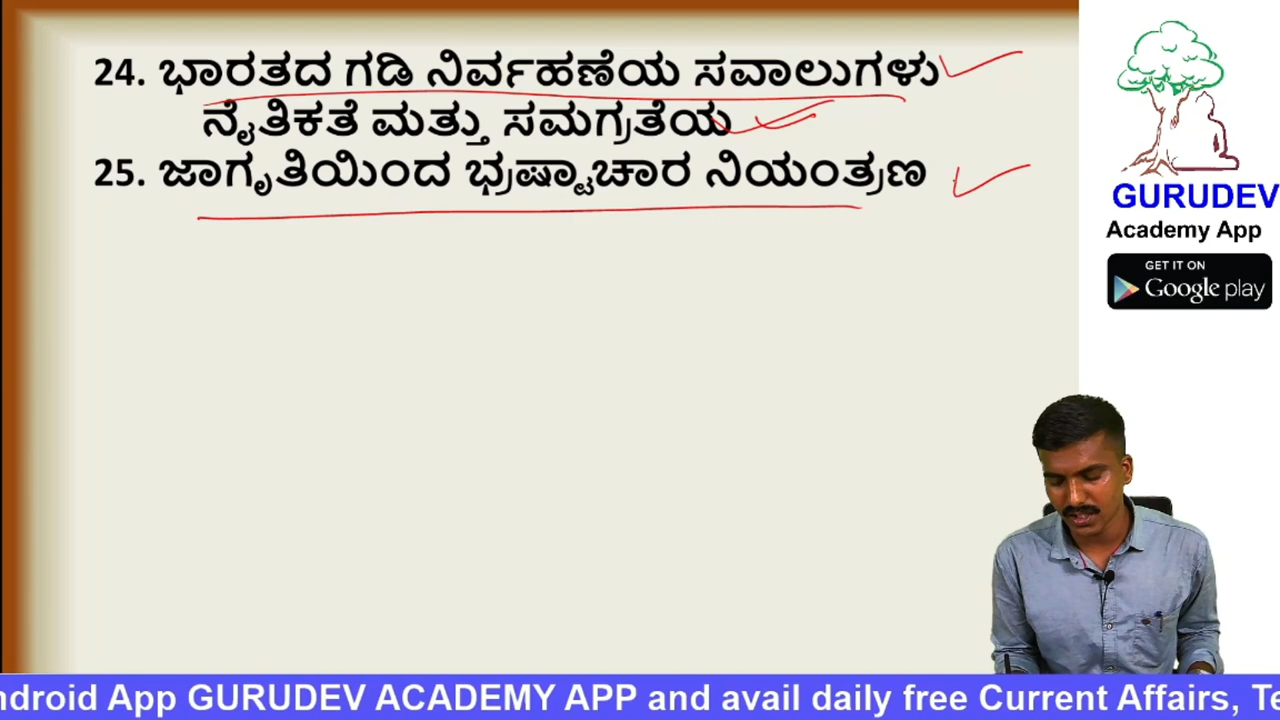 24. ಭಾರತದ ಗಡಿ ನಿರ್ವಹಣೆಯ ಸವಾಲುಗಳು
ನೈತಿಕತೆ ಮತ್ತು ಸಮಗ್ರತೆಯ
25. ಜಾಗೃತಿಯಿಂದ ಭ್ರಷ್ಟಾಚಾರ ನಿಯಂತ್ರಣ
GURUDEV
Academy App
GET IT ON
Google play
ndroid App GURUDEV ACADEMY APP and avail daily free Current Affairs, Te